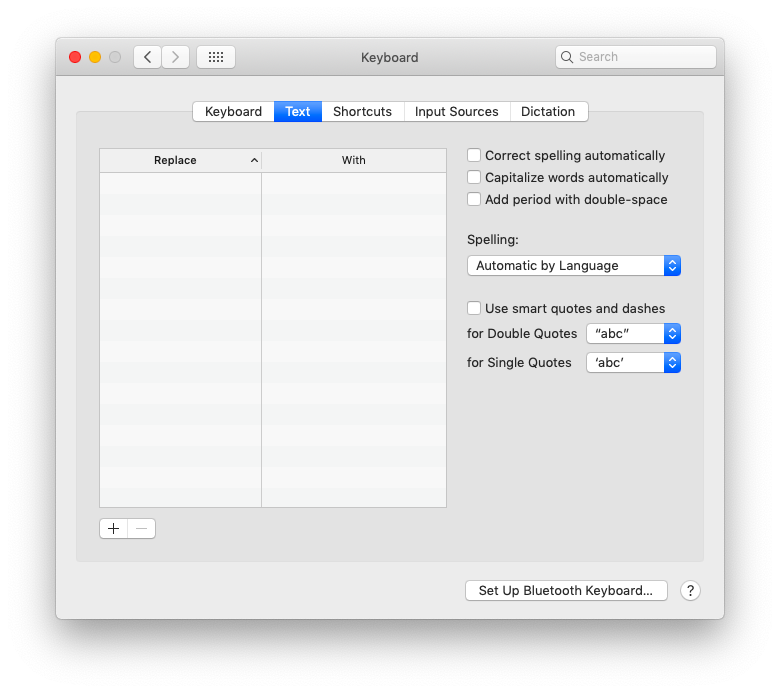 Keyboard
Search
Keyboard Text Shortcuts Input Sources Dictation
Replace With
Correct spelling automatically
Capitalize words automatically
Add period with double-space
Spelling:
Automatic by Language
Use smart quotes and dashes
for Double Quotes “abc”
for Single Quotes ‘abc’
Set Up Bluetooth Keyboard...
?